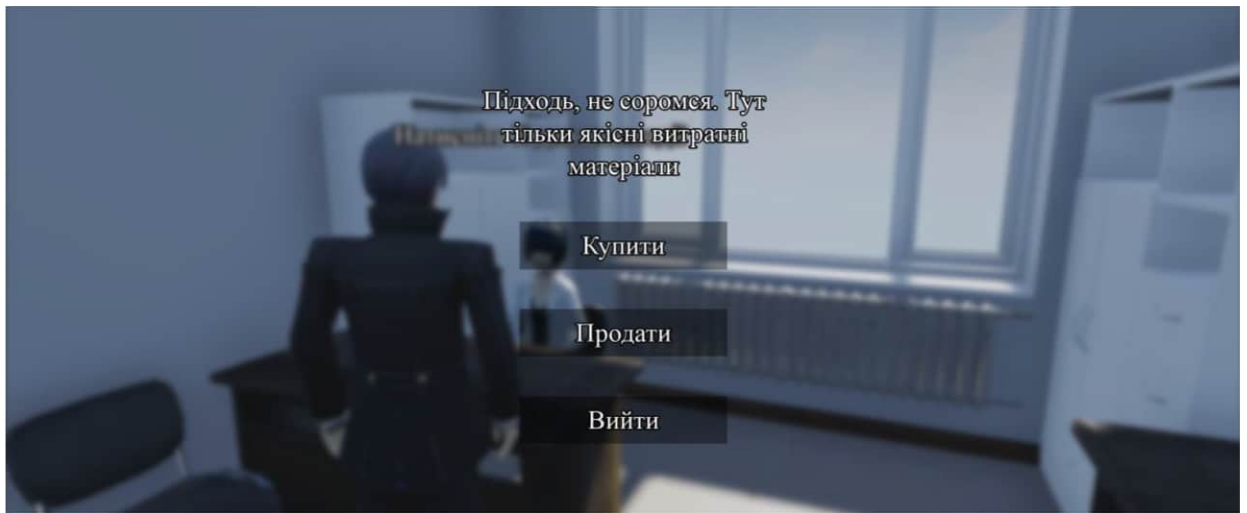 Підходь, не соромся. Тут
тільки якісні витратні
матеріали
Купити
Продати
Вийти